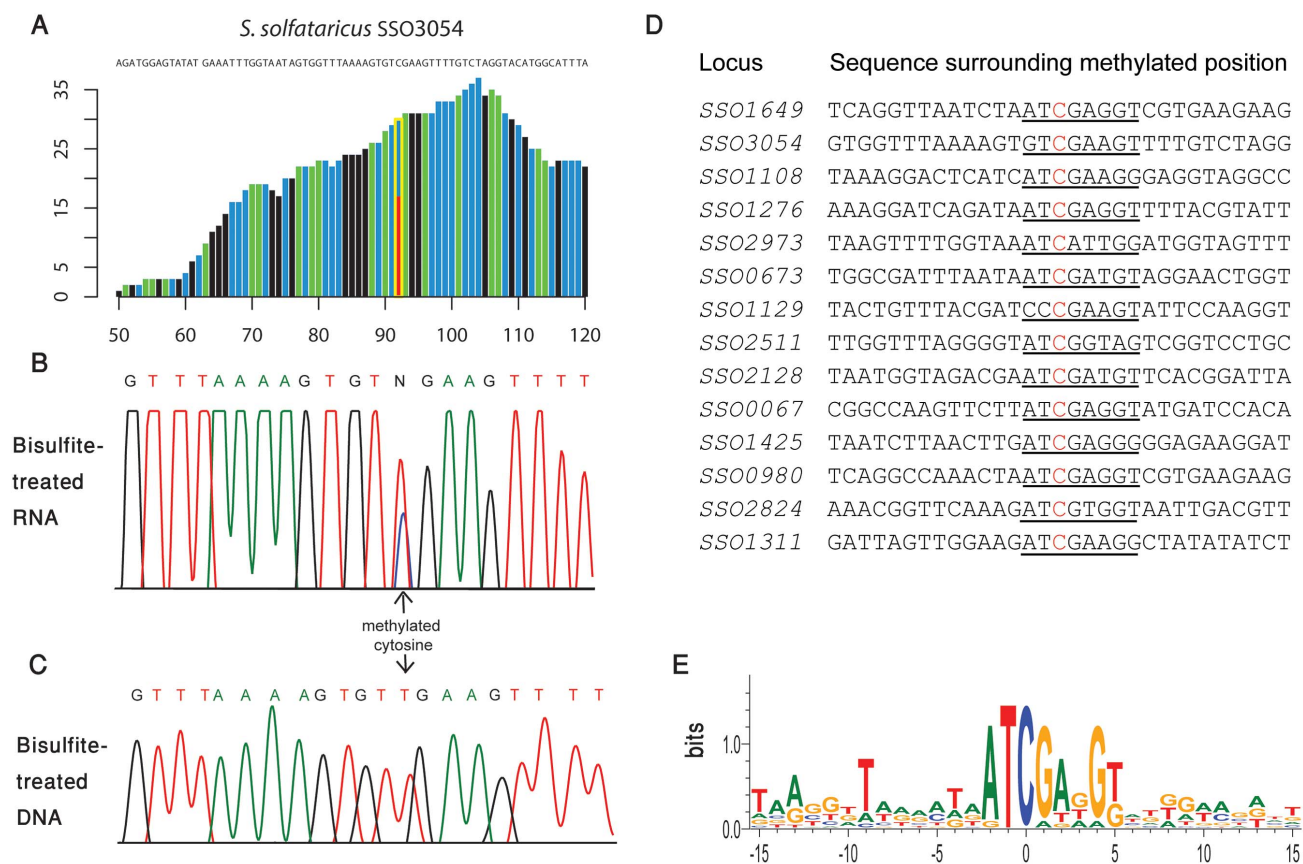 A
S. solfataricus SSO3054
AGATGGAGTATAT GAAATTTGGTAATAGTGGTTTAAAAGTGTCGAAGTTTTGTCTAGGTACATGGCATTTA
35
25
15
5
0
50 60 70 80 90 100 110 120
B
G T T T A A A A G T G T N G A A G T T T T
Bisulfite-
treated
RNA
methylated
cytosine
C
G T T T A A A A G T G T T G A A G T T T T
Bisulfite-
treated
DNA
D
Locus Sequence surrounding methylated position
SSO1649 TCAGGTTAATCTAATCGAGGTCGTGAAGAAG
SSO3054 GTGGTTTAAAAGTGTCGAAGTTTTGTCTAGG
SSO1108 TAAAGGACTCATCATCGAAGGGAGGTAGGCC
SSO1276 AAAGGATCAGATAATCGAGGTTTTACGTATT
SSO2973 TAAGTTTTGGTAAATCATTGGATGGTAGTTT
SSO0673 TGGCGATTTAATAATCGATGTAGGAACTGGT
SSO1129 TACTGTTTACGATCCCGAAGTATTCCAAGGT
SSO2511 TTGGTTTAGGGGTATCGGTAGTCGGTCCTGC
SSO2128 TAATGGTAGACGAATCGATGTTCACGGATTA
SSO0067 CGGCCAAGTTCTTATCGAGGTATGATCCACA
SSO1425 TAATCTTAACTTGATCGAGGGGGAGAAGGAT
SSO0980 TCAGGCCAAACTAATCGAGGTCGTGAAGAAG
SSO2824 AAACGGTTCAAAGATCGTGGTAATTGACGTT
SSO1311 GATTAGTTGGAAGATCGAAGGCTATATATCT
E
bits
1.0
0.0
-15 -10 -5 0 5 10 15